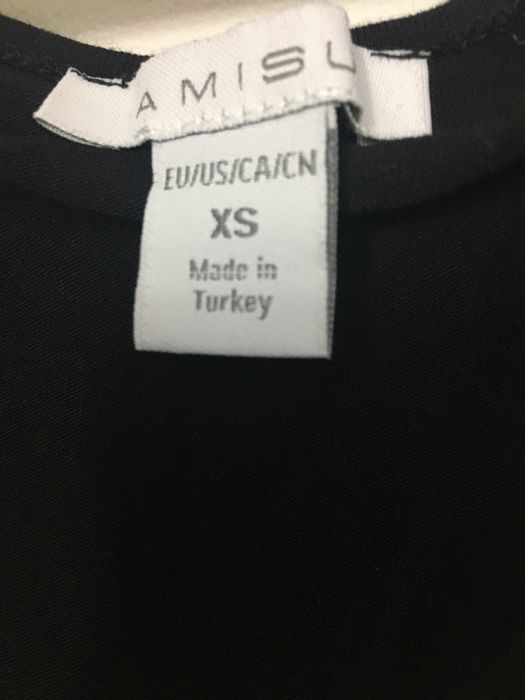 AMISU
EU/US/CA/CN
XS
Made in
Turkey